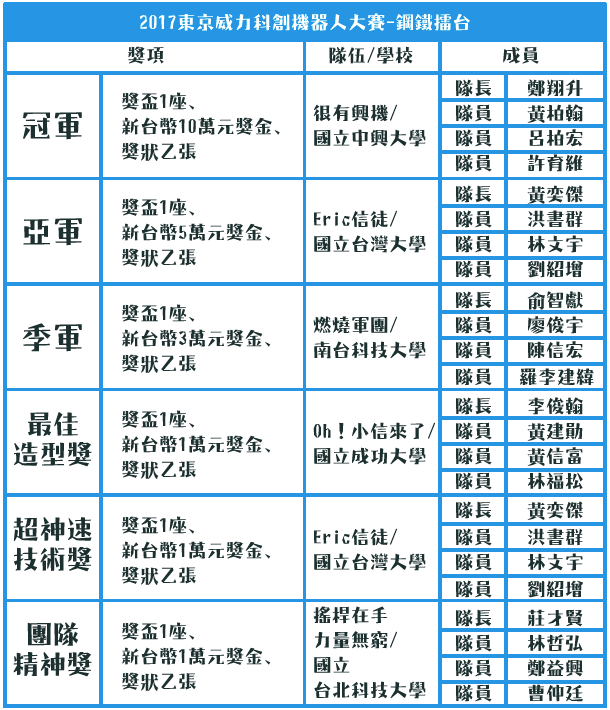 2017東京威力科創機器人大賽-鋼鐵擂台
獎項 隊伍/學校 成員
冠軍
獎盃1座、
新台幣10萬元獎金、
獎狀乙張
很有興機/
國立中興大學
隊長 鄭翔升
隊員 黃柏翰
隊員 呂柏宏
隊員 許育維
亞軍
獎盃1座、
新台幣5萬元獎金、
獎狀乙張
Eric信徒/
國立台灣大學
隊長 黃奕傑
隊員 洪書群
隊員 林文宇
隊員 劉紹增
季軍
獎盃1座、
新台幣3萬元獎金、
獎狀乙張
燃燒軍團/
南台科技大學
隊長 俞智獻
隊員 廖俊宇
隊員 陳信宏
隊員 羅李建緯
最佳
造型獎
獎盃1座、
新台幣1萬元獎金、
獎狀乙張
Oh！小信來了/
國立成功大學
隊長 李俊翰
隊員 黃建勛
隊員 黃信富
隊員 林福松
超神速
技術獎
獎盃1座、
新台幣1萬元獎金、
獎狀乙張
Eric信徒/
國立台灣大學
隊長 黃奕傑
隊員 洪書群
隊員 林文宇
隊員 劉紹增
團隊
精神獎
獎盃1座、
新台幣1萬元獎金、
獎狀乙張
搖桿在手
力量無窮/
國立
台北科技大學
隊長 莊才賢
隊員 林哲弘
隊員 鄭益興
隊員 曹仲廷